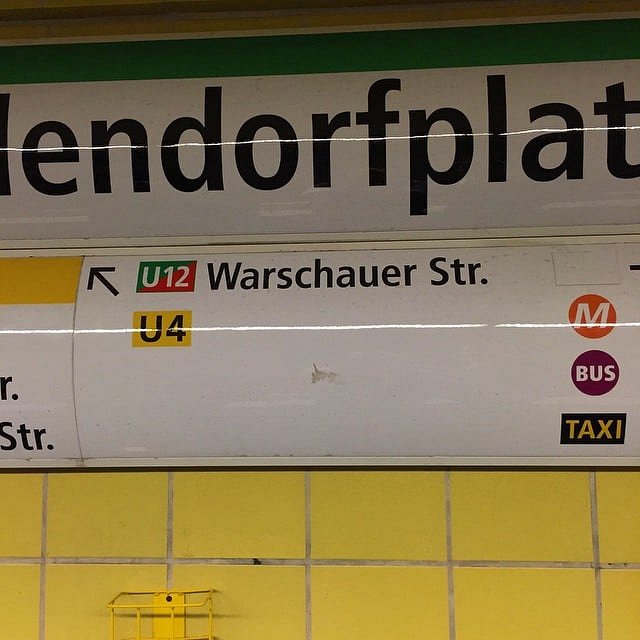 lendorfplat
U12 Warschauer Str.
U4
r.
Str.
M
BUS
TAXI